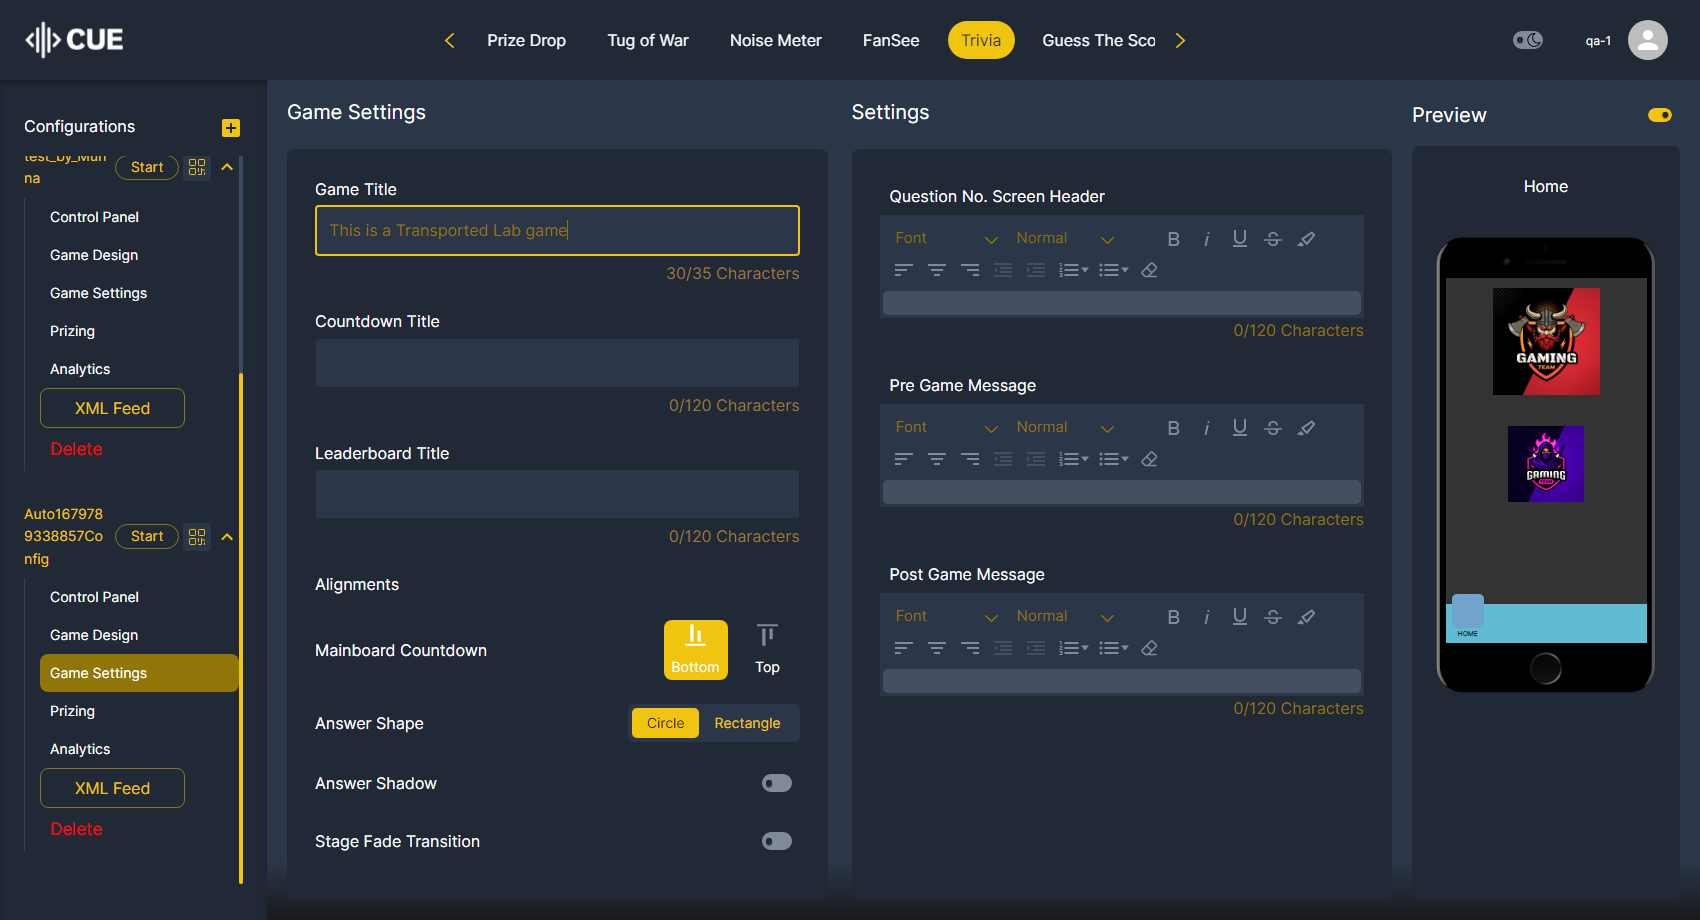 CUE
Prize Drop
Tug of War
Noise Meter
FanSee
Trivia
Guess The Sco
qa-1
Configurations
test_by_Mun
na
Start
Control Panel
Game Design
Game Settings
Prizing
Analytics
XML Feed
Delete
Auto167978
9338857Co
nfig
Start
Control Panel
Game Design
Game Settings
Prizing
Analytics
XML Feed
Delete
Game Settings
Game Title
This is a Transported Lab game
30/35 Characters
Countdown Title
0/120 Characters
Leaderboard Title
0/120 Characters
Alignments
Mainboard Countdown
Bottom
Top
Answer Shape
Circle
Rectangle
Answer Shadow
Stage Fade Transition
Settings
Question No. Screen Header
Font
Normal
B i U S
0/120 Characters
Pre Game Message
Font
Normal
B i U S
0/120 Characters
Post Game Message
Font
Normal
B i U S
0/120 Characters
Preview
Home
GAMING
TEAM
GAMING
TEAM
HOME